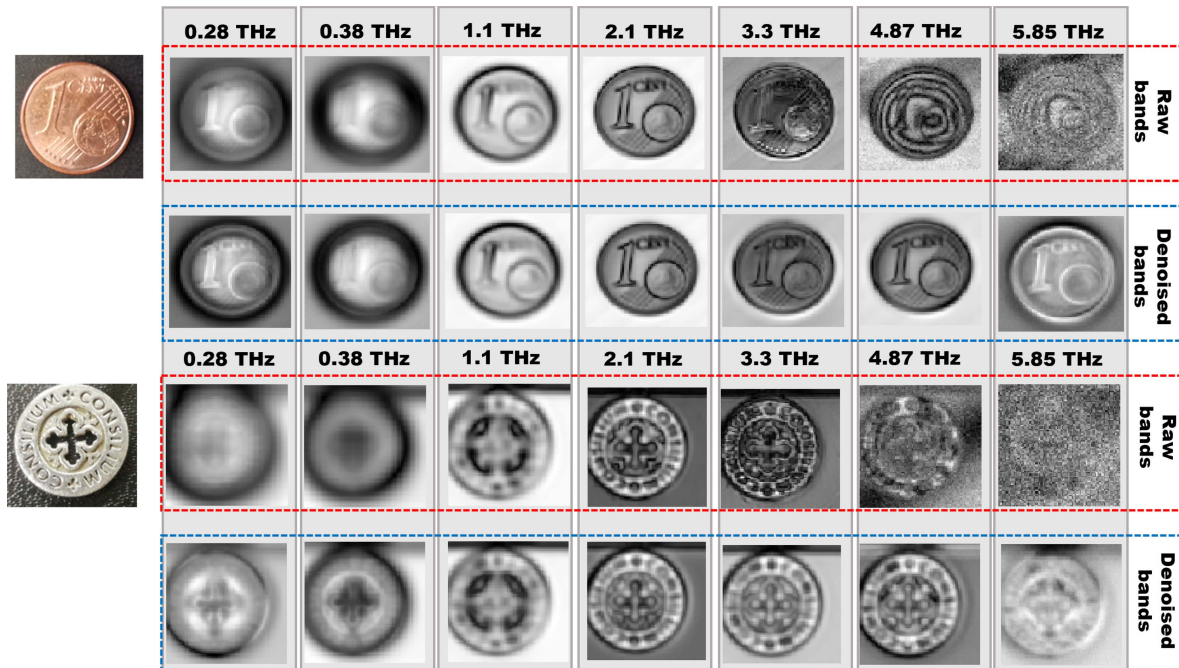 0.28 THz 0.38 THz 1.1 THz 2.1 THz 3.3 THz 4.87 THz 5.85 THz
1 CENT
Raw
bands
Denoised
bands
0.28 THz 0.38 THz 1.1 THz 2.1 THz 3.3 THz 4.87 THz 5.85 THz
CONSILIUM CONSILIUM
Raw
bands
Denoised
bands